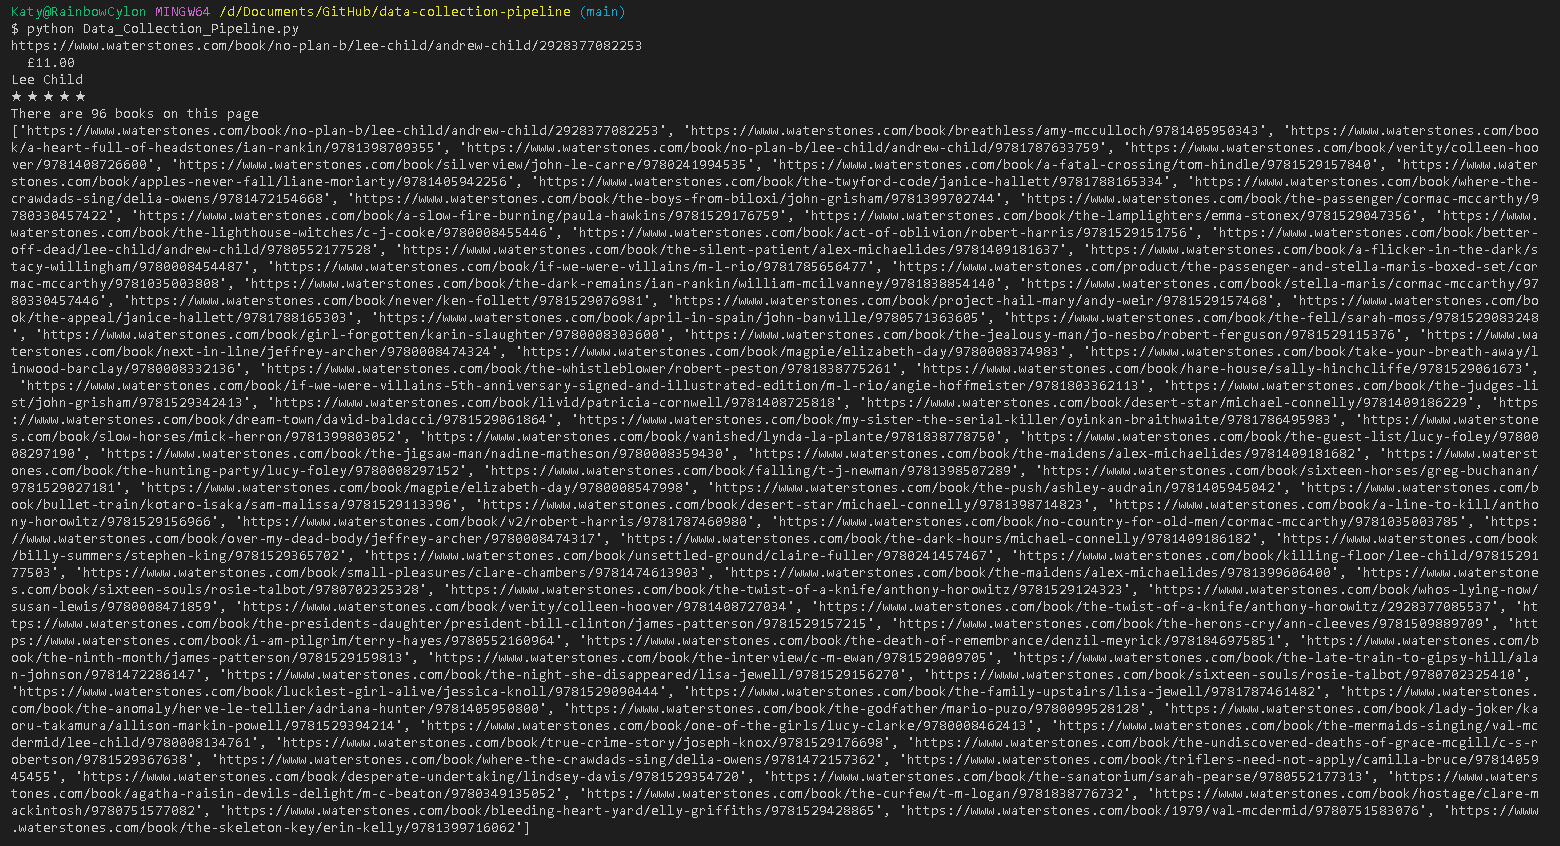 Katy@RainbowCylon MINGW64 /d/Documents/GitHub/data-collection-pipeline (main)
$ python Data_Collection_Pipeline.py
https://www.waterstones.com/book/no-plan-b/lee-child/andrew-child/2928377082253
  £11.00
Lee Child
★ ★ ★ ★ ★
There are 96 books on this page
['https://www.waterstones.com/book/no-plan-b/lee-child/andrew-child/2928377082253', 'https://www.waterstones.com/book/breathless/amy-mcculloch/9781405950343', 'https://www.waterstones.com/boo
k/a-heart-full-of-headstones/ian-rankin/9781398709355', 'https://www.waterstones.com/book/no-plan-b/lee-child/andrew-child/9781787633759', 'https://www.waterstones.com/book/verity/colleen-hoo
ver/9781408726600', 'https://www.waterstones.com/book/silverview/john-le-carre/9780241994535', 'https://www.waterstones.com/book/a-fatal-crossing/tom-hindle/9781529157840', 'https://www.water
stones.com/book/apples-never-fall/liane-moriarty/9781405942256', 'https://www.waterstones.com/book/the-twyford-code/janice-hallett/9781788165334', 'https://www.waterstones.com/book/where-the-
crawdads-sing/delia-owens/9781472154668', 'https://www.waterstones.com/book/the-boys-from-biloxi/john-grisham/9781399702744', 'https://www.waterstones.com/book/the-passenger/cormac-mccarthy/9
780330457422', 'https://www.waterstones.com/book/a-slow-fire-burning/paula-hawkins/9781529176759', 'https://www.waterstones.com/book/the-lamplighters/emma-stonex/9781529047356', 'https://www.
waterstones.com/book/the-lighthouse-witches/c-j-cooke/9780008455446', 'https://www.waterstones.com/book/act-of-oblivion/robert-harris/9781529151756', 'https://www.waterstones.com/book/better-
off-dead/lee-child/andrew-child/9780552177528', 'https://www.waterstones.com/book/the-silent-patient/alex-michaelides/9781409181637', 'https://www.waterstones.com/book/a-flicker-in-the-dark/s
tacy-willingham/9780008454487', 'https://www.waterstones.com/book/if-we-were-villains/m-l-rio/9781785656477', 'https://www.waterstones.com/product/the-passenger-and-stella-maris-boxed-set/cor
mac-mccarthy/9781035003808', 'https://www.waterstones.com/book/the-dark-remains/ian-rankin/william-mcilvanney/9781838854140', 'https://www.waterstones.com/book/stella-maris/cormac-mccarthy/97
80330457446', 'https://www.waterstones.com/book/never/ken-follett/9781529076981', 'https://www.waterstones.com/book/project-hail-mary/andy-weir/9781529157468', 'https://www.waterstones.com/bo
ok/the-appeal/janice-hallett/9781788165303', 'https://www.waterstones.com/book/april-in-spain/john-banville/9780571363605', 'https://www.waterstones.com/book/the-fell/sarah-moss/9781529083248
', 'https://www.waterstones.com/book/girl-forgotten/karin-slaughter/9780008303600', 'https://www.waterstones.com/book/the-jealousy-man/jo-nesbo/robert-ferguson/9781529115376', 'https://www.wa
terstones.com/book/next-in-line/jeffrey-archer/9780008474324', 'https://www.waterstones.com/book/magpie/elizabeth-day/9780008374983', 'https://www.waterstones.com/book/take-your-breath-away/l
inwood-barclay/9780008332136', 'https://www.waterstones.com/book/the-whistleblower/robert-peston/9781838775261', 'https://www.waterstones.com/book/hare-house/sally-hinchcliffe/9781529061673',
 'https://www.waterstones.com/book/if-we-were-villains-5th-anniversary-signed-and-illustrated-edition/m-l-rio/angie-hoffmeister/9781803362113', 'https://www.waterstones.com/book/the-judges-li
st/john-grisham/9781529342413', 'https://www.waterstones.com/book/livid/patricia-cornwell/9781408725818', 'https://www.waterstones.com/book/desert-star/michael-connelly/9781409186229', 'https
://www.waterstones.com/book/dream-town/david-baldacci/9781529061864', 'https://www.waterstones.com/book/my-sister-the-serial-killer/oyinkan-braithwaite/9781786495983', 'https://www.waterstone
s.com/book/slow-horses/mick-herron/9781399803052', 'https://www.waterstones.com/book/vanished/lynda-la-plante/9781838778750', 'https://www.waterstones.com/book/the-guest-list/lucy-foley/9780
008297190', 'https://www.waterstones.com/book/the-jigsaw-man/nadine-matheson/9780008359430', 'https://www.waterstones.com/book/the-maidens/alex-michaelides/9781409181682', 'https://www.waterst
ones.com/book/the-hunting-party/lucy-foley/9780008297152', 'https://www.waterstones.com/book/falling/t-j-newman/9781398507289', 'https://www.waterstones.com/book/sixteen-horses/greg-buchanan/
9781529027181', 'https://www.waterstones.com/book/magpie/elizabeth-day/9780008547998', 'https://www.waterstones.com/book/the-push/ashley-audrain/9781405945042', 'https://www.waterstones.com/b
ook/bullet-train/kotaro-isaka/sam-malissa/9781529113396', 'https://www.waterstones.com/book/desert-star/michael-connelly/9781398714823', 'https://www.waterstones.com/book/a-line-to-kill/antho
ny-horowitz/9781529156966', 'https://www.waterstones.com/book/v2/robert-harris/9781787460980', 'https://www.waterstones.com/book/no-country-for-old-men/cormac-mccarthy/9781035003785', 'https:
//www.waterstones.com/book/over-my-dead-body/jeffrey-archer/9780008474317', 'https://www.waterstones.com/book/the-dark-hours/michael-connelly/9781409186182', 'https://www.waterstones.com/book
/billy-summers/stephen-king/9781529365702', 'https://www.waterstones.com/book/unsettled-ground/claire-fuller/9780241457467', 'https://www.waterstones.com/book/killing-floor/lee-child/97815291
77503', 'https://www.waterstones.com/book/small-pleasures/clare-chambers/9781474613903', 'https://www.waterstones.com/book/the-maidens/alex-michaelides/9781399606400', 'https://www.waterstone
s.com/book/sixteen-souls/rosie-talbot/9780702325328', 'https://www.waterstones.com/book/the-twist-of-a-knife/anthony-horowitz/9781529124323', 'https://www.waterstones.com/book/whos-lying-now/
susan-lewis/9780008471859', 'https://www.waterstones.com/book/verity/colleen-hoover/9781408727034', 'https://www.waterstones.com/book/the-twist-of-a-knife/anthony-horowitz/2928377085537', 'ht
tps://www.waterstones.com/book/the-presidents-daughter/president-bill-clinton/james-patterson/9781529157215', 'https://www.waterstones.com/book/the-herons-cry/ann-cleeves/9781509889709', 'htt
ps://www.waterstones.com/book/i-am-pilgrim/terry-hayes/9780552160964', 'https://www.waterstones.com/book/the-death-of-remembrance/denzil-meyrick/9781846975851', 'https://www.waterstones.com/b
ook/the-ninth-month/james-patterson/9781529159813', 'https://www.waterstones.com/book/the-interview/c-m-ewan/9781529009705', 'https://www.waterstones.com/book/the-late-train-to-gipsy-hill/ala
n-johnson/9781472286147', 'https://www.waterstones.com/book/the-night-she-disappeared/lisa-jewell/9781529156270', 'https://www.waterstones.com/book/sixteen-souls/rosie-talbot/9780702325410',
'https://www.waterstones.com/book/luckiest-girl-alive/jessica-knoll/9781529090444', 'https://www.waterstones.com/book/the-family-upstairs/lisa-jewell/9781787461482', 'https://www.waterstones
.com/book/the-anomaly/herve-le-tellier/adriana-hunter/9781405950800', 'https://www.waterstones.com/book/the-godfather/mario-puzo/9780099528128', 'https://www.waterstones.com/book/lady-joker/ka
oru-takamura/allison-markin-powell/9781529394214', 'https://www.waterstones.com/book/one-of-the-girls/lucy-clarke/9780008462413', 'https://www.waterstones.com/book/the-mermaids-singing/val-mc
dermid/lee-child/9780008134761', 'https://www.waterstones.com/book/true-crime-story/joseph-knox/9781529176698', 'https://www.waterstones.com/book/the-undiscovered-deaths-of-grace-mcgill/c-s-r
obertson/9781529367638', 'https://www.waterstones.com/book/where-the-crawdads-sing/delia-owens/9781472157362', 'https://www.waterstones.com/book/triflers-need-not-apply/camilla-bruce/97814059
45455', 'https://www.waterstones.com/book/desperate-undertaking/lindsey-davis/9781529354720', 'https://www.waterstones.com/book/the-sanatorium/sarah-pearse/9780552177313', 'https://www.waters
tones.com/book/agatha-raisin-devils-delight/m-c-beaton/9780349135052', 'https://www.waterstones.com/book/the-curfew/t-m-logan/9781838776732', 'https://www.waterstones.com/book/hostage/clare-m
ackintosh/9780751577082', 'https://www.waterstones.com/book/bleeding-heart-yard/elly-griffiths/9781529428865', 'https://www.waterstones.com/book/1979/val-mcdermid/9780751583076', 'https://www
.waterstones.com/book/the-skeleton-key/erin-kelly/9781399716062']